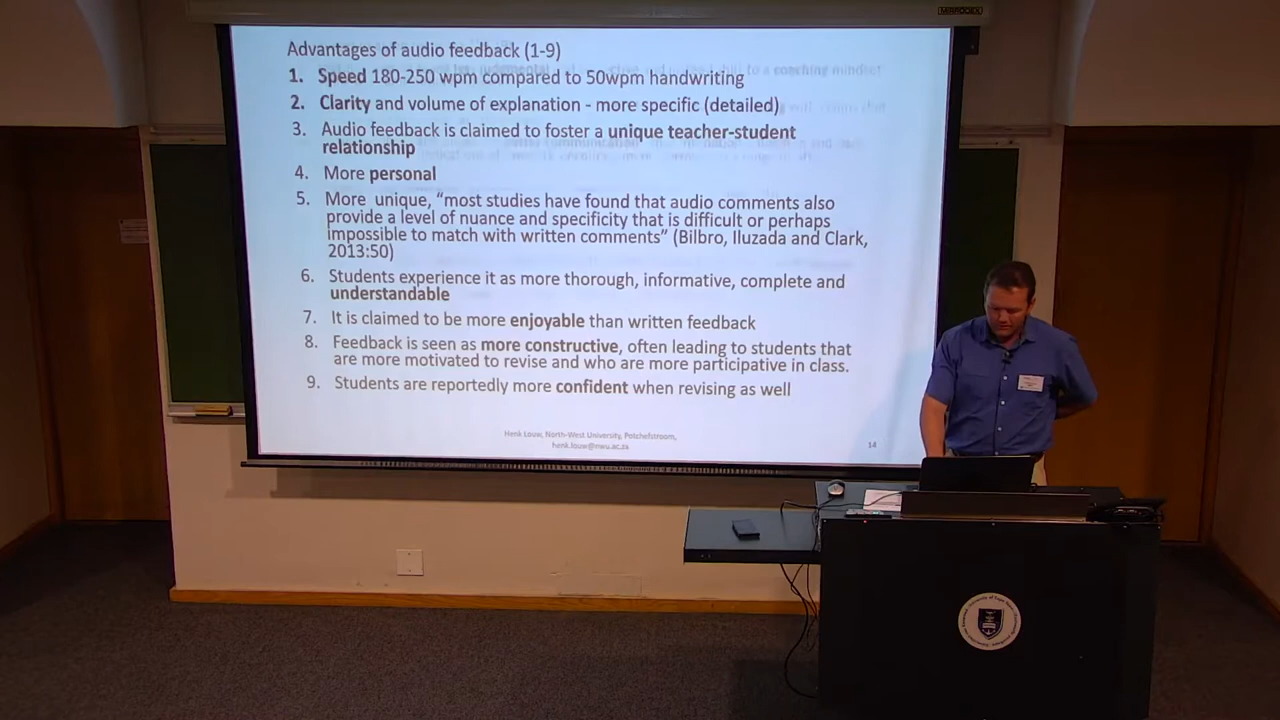 Advantages of audio feedback (1-9)
1. Speed 180-250 wpm compared to 50wpm handwriting
2. Clarity and volume of explanation - more specific (detailed)
3. Audio feedback is claimed to foster a unique teacher-student
relationship
4. More personal
5. More unique, “most studies have found that audio comments also
provide a level of nuance and specificity that is difficult or perhaps
impossible to match with written comments” (Bilbro, Iluzada and Clark,
2013:50)
6. Students experience it as more thorough, informative, complete and
understandable
7. It is claimed to be more enjoyable than written feedback
8. Feedback is seen as more constructive, often leading to students that
are more motivated to revise and who are more participative in class.
9. Students are reportedly more confident when revising as well
Henk Louw, North-West University, Potchefstroom,
henk.louw@nwu.ac.za
14